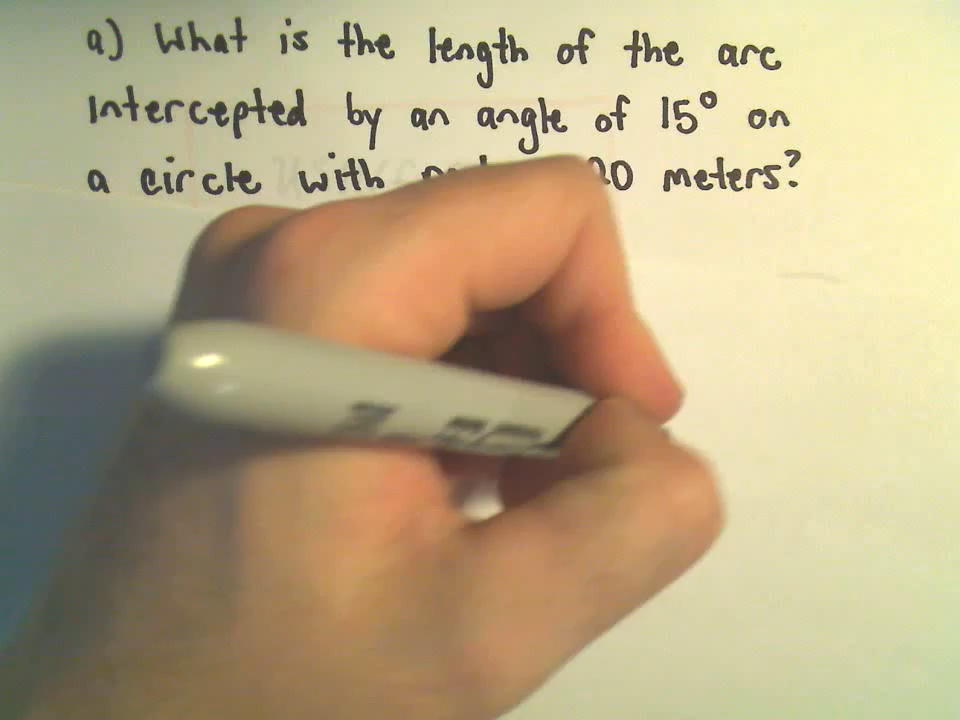 a) What is the length of the arc
intercepted by an angle of 15° on
a circle with meters?